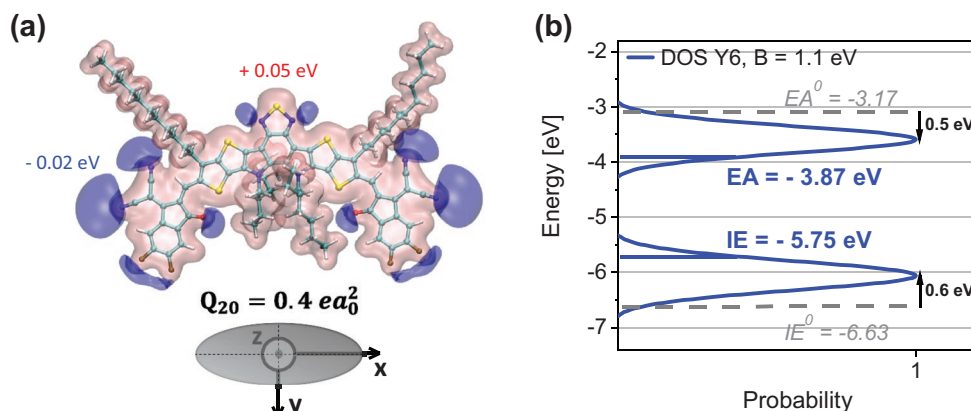 (a)
+ 0.05 eV
- 0.02 eV
Q₂₀ = 0.4 ea₀²
z
x
y
(b)
DOS Y6, B = 1.1 eV
EA⁰ = -3.17
0.5 eV
EA = - 3.87 eV
IE = - 5.75 eV
0.6 eV
IE⁰ = -6.63
-2
-3
-4
-5
-6
-7
Energy [eV]
1
Probability